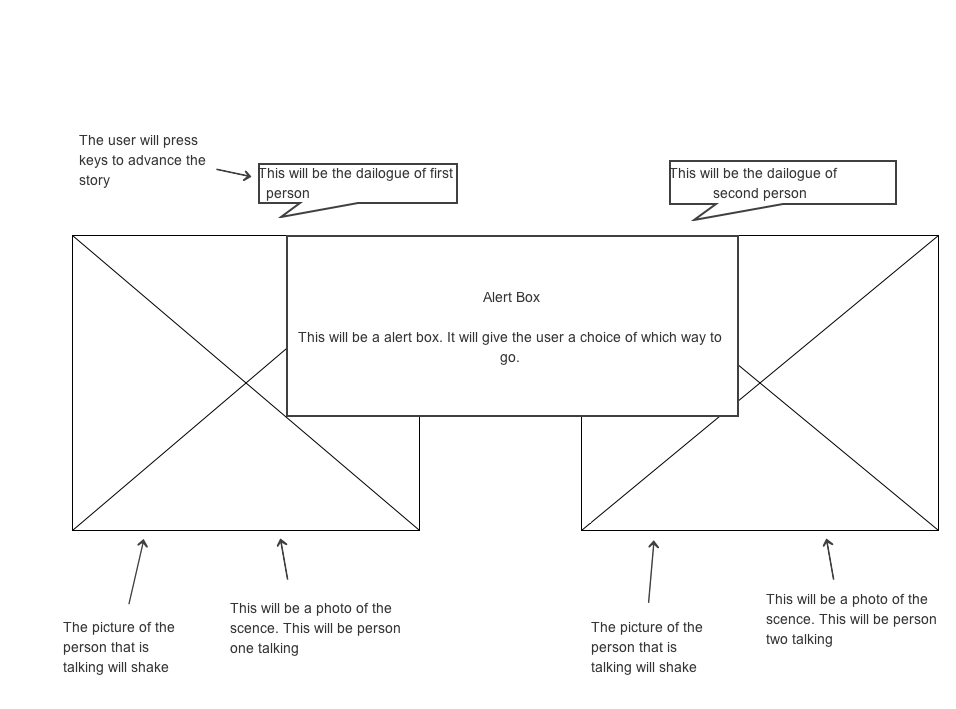 The user will press
keys to advance the
story
This will be the dailogue of first
person
This will be the dailogue of
second person
Alert Box
This will be a alert box. It will give the user a choice of which way to
go.
The picture of the
person that is
talking will shake
This will be a photo of the
scence. This will be person
one talking
The picture of the
person that is
talking will shake
This will be a photo of the
scence. This will be person
two talking